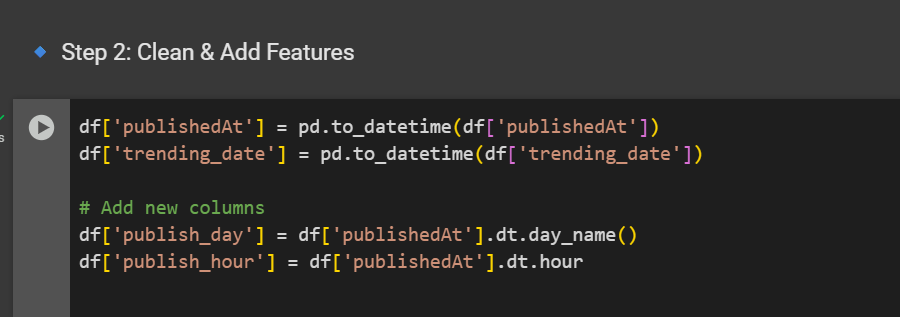 Step 2: Clean & Add Features
df['publishedAt'] = pd.to_datetime(df['publishedAt'])
df['trending_date'] = pd.to_datetime(df['trending_date'])
# Add new columns
df['publish_day'] = df['publishedAt'].dt.day_name()
df['publish_hour'] = df['publishedAt'].dt.hour